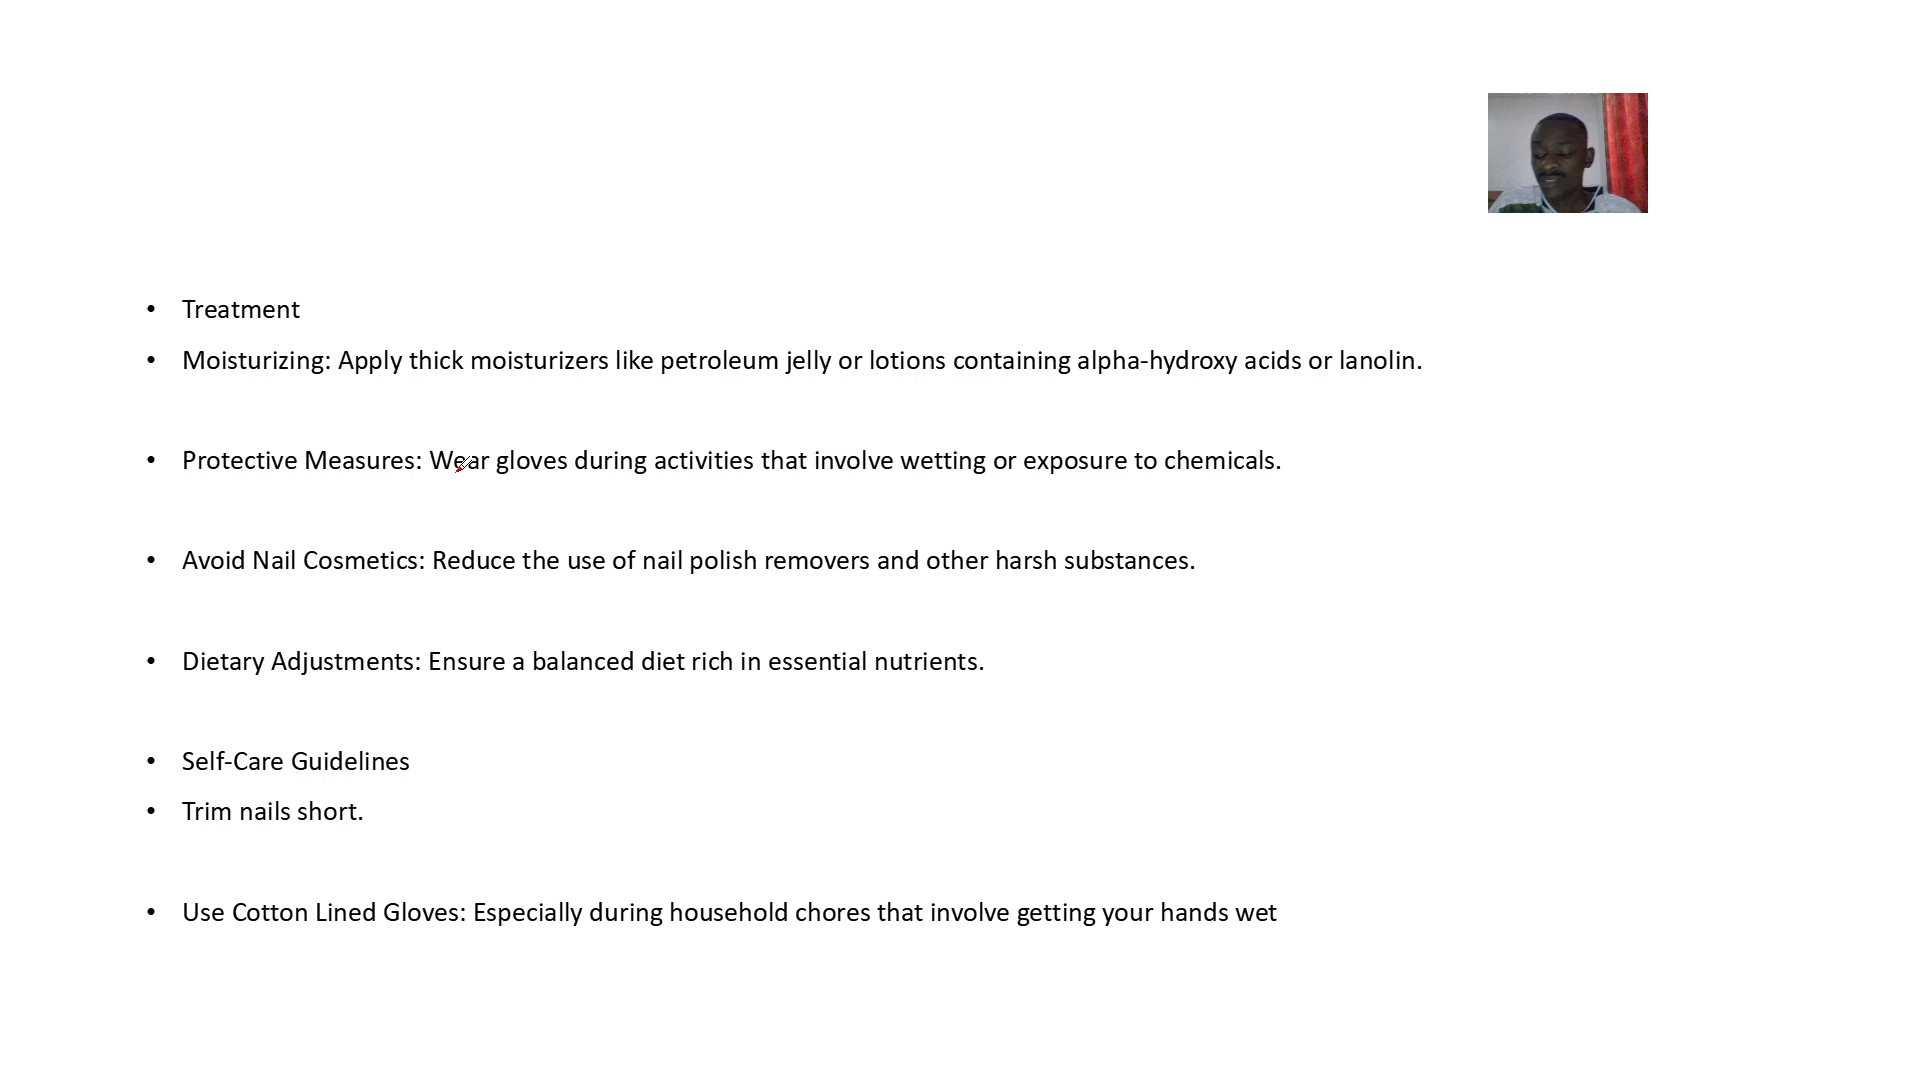 • Treatment
• Moisturizing: Apply thick moisturizers like petroleum jelly or lotions containing alpha-hydroxy acids or lanolin.
• Protective Measures: Wear gloves during activities that involve wetting or exposure to chemicals.
• Avoid Nail Cosmetics: Reduce the use of nail polish removers and other harsh substances.
• Dietary Adjustments: Ensure a balanced diet rich in essential nutrients.
• Self-Care Guidelines
• Trim nails short.
• Use Cotton Lined Gloves: Especially during household chores that involve getting your hands wet